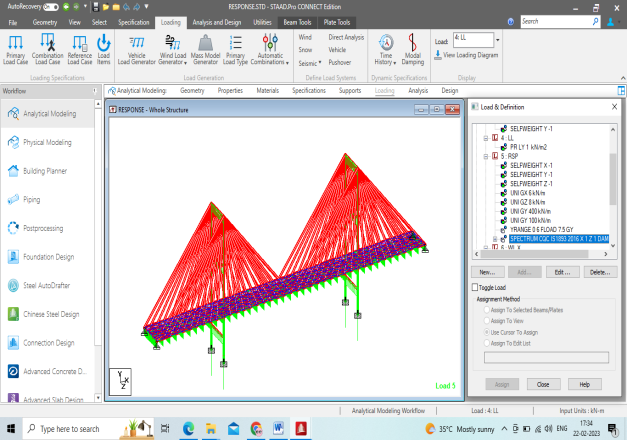 AutoRecovery
RESPONSE.STD - STAAD.Pro CONNECT Edition
File Geometry View Select Specification Loading Analysis and Design Utilities Beam Tools Plate Tools Search
Primary Load Case
Combination Load Case
Reference Load Case
Load Items
Vehicle Load Generator
Wind Load Generator
Mass Model Generator
Primary Load Type
Automatic Combinations
Wind Direct Analysis
Snow Vehicle
Seismic Pushover
Time History
Modal Damping
Load: 4: LL
View Loading Diagram
Loading Specifications Load Generation Define Load Systems Dynamic Specifications Display
Workflow
Analytical Modeling Geometry Properties Materials Specifications Supports Loading Analysis Design
Analytical Modeling
Physical Modeling
Building Planner
Piping
Postprocessing
Foundation Design
Steel AutoDrafter
Chinese Steel Design
Connection Design
Advanced Concrete D...
Advanced Slab Design
RESPONSE - Whole Structure
Y
X
Z
Load 5
Load & Definition
SELFWEIGHT Y -1
4 : LL
PR LY 1 kN/m2
5 : RSP
SELFWEIGHT X -1
SELFWEIGHT Y -1
SELFWEIGHT Z -1
UNI GX 6 kN/m
UNI GZ 8 kN/m
UNI GY 400 kN/m
UNI GY 100 kN/m
YRANGE 0 6 FLOAD 7.5 GY
SPECTRUM CQC IS1893 2016 X 1 Z 1 DAM
6 : WL X
New... Add... Edit... Delete...
Toggle Load
Assignment Method
Assign To Selected Beams/Plates
Assign To View
Use Cursor To Assign
Assign To Edit List
Assign Close Help
Analytical Modeling Workflow Load : 4: LL Input Units : kN-m
Type here to search
35°C Mostly sunny
ENG
17:34
22-02-2023